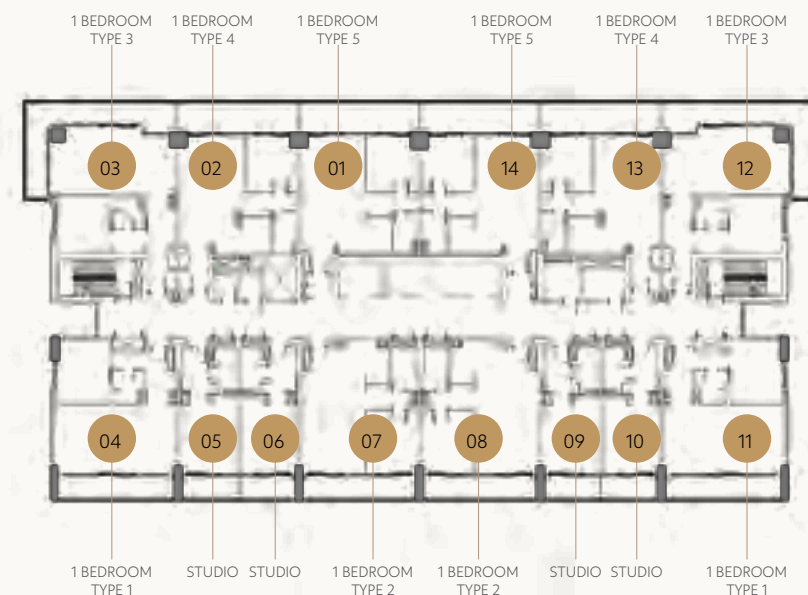 1 BEDROOM
TYPE 3
1 BEDROOM
TYPE 4
1 BEDROOM
TYPE 5
1 BEDROOM
TYPE 5
1 BEDROOM
TYPE 4
1 BEDROOM
TYPE 3
03
02
01
14
13
12
04
05
06
07
08
09
10
11
1 BEDROOM
TYPE 1
STUDIO
STUDIO
1 BEDROOM
TYPE 2
1 BEDROOM
TYPE 2
STUDIO
STUDIO
1 BEDROOM
TYPE 1